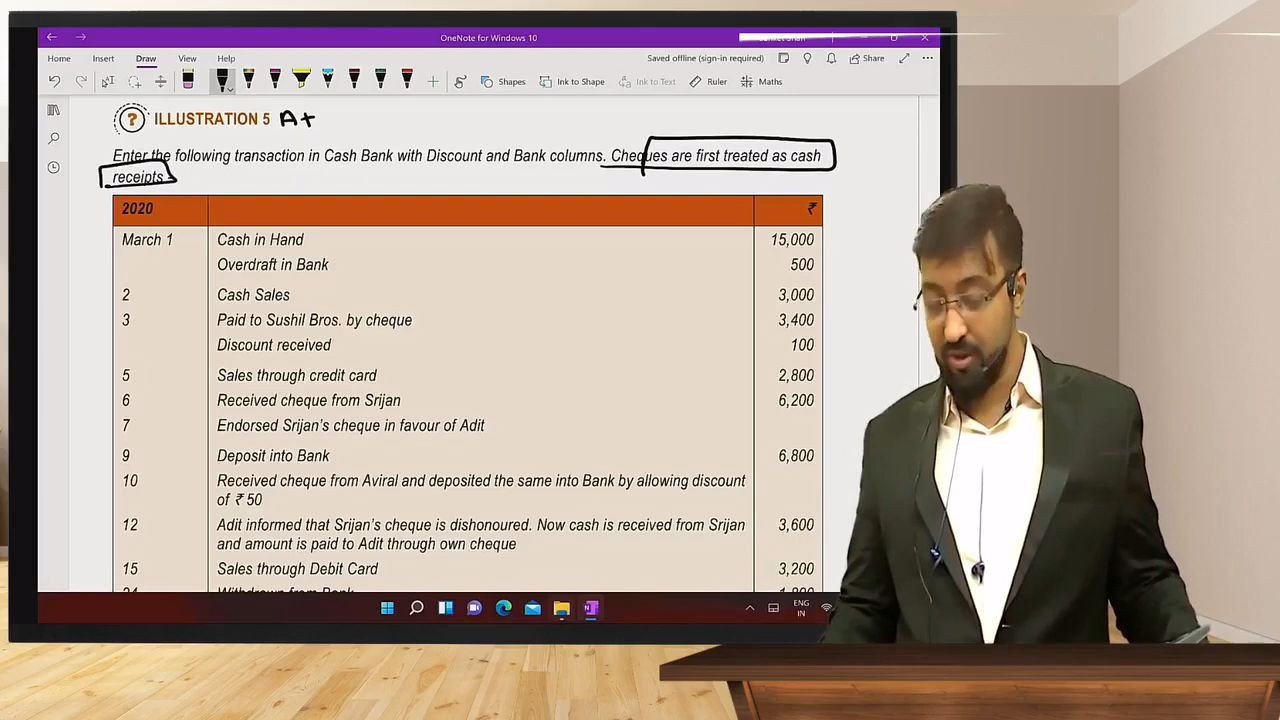 OneNote for Windows 10
Home Insert Draw View Help
Saved offline (sign-in required)
Share
Shapes Ink to Shape Ink to Text Ruler Maths
? ILLUSTRATION 5 A+
Enter the following transaction in Cash Bank with Discount and Bank columns. Cheques are first treated as cash
receipts
2020 ₹
March 1 Cash in Hand 15,000
Overdraft in Bank 500
2 Cash Sales 3,000
3 Paid to Sushil Bros. by cheque 3,400
Discount received 100
5 Sales through credit card 2,800
6 Received cheque from Srijan 6,200
7 Endorsed Srijan's cheque in favour of Adit
9 Deposit into Bank 6,800
10 Received cheque from Aviral and deposited the same into Bank by allowing discount
of ₹ 50
12 Adit informed that Srijan's cheque is dishonoured. Now cash is received from Srijan 3,600
and amount is paid to Adit through own cheque
15 Sales through Debit Card 3,200
24 Withdrawn from Bank
ENG
IN